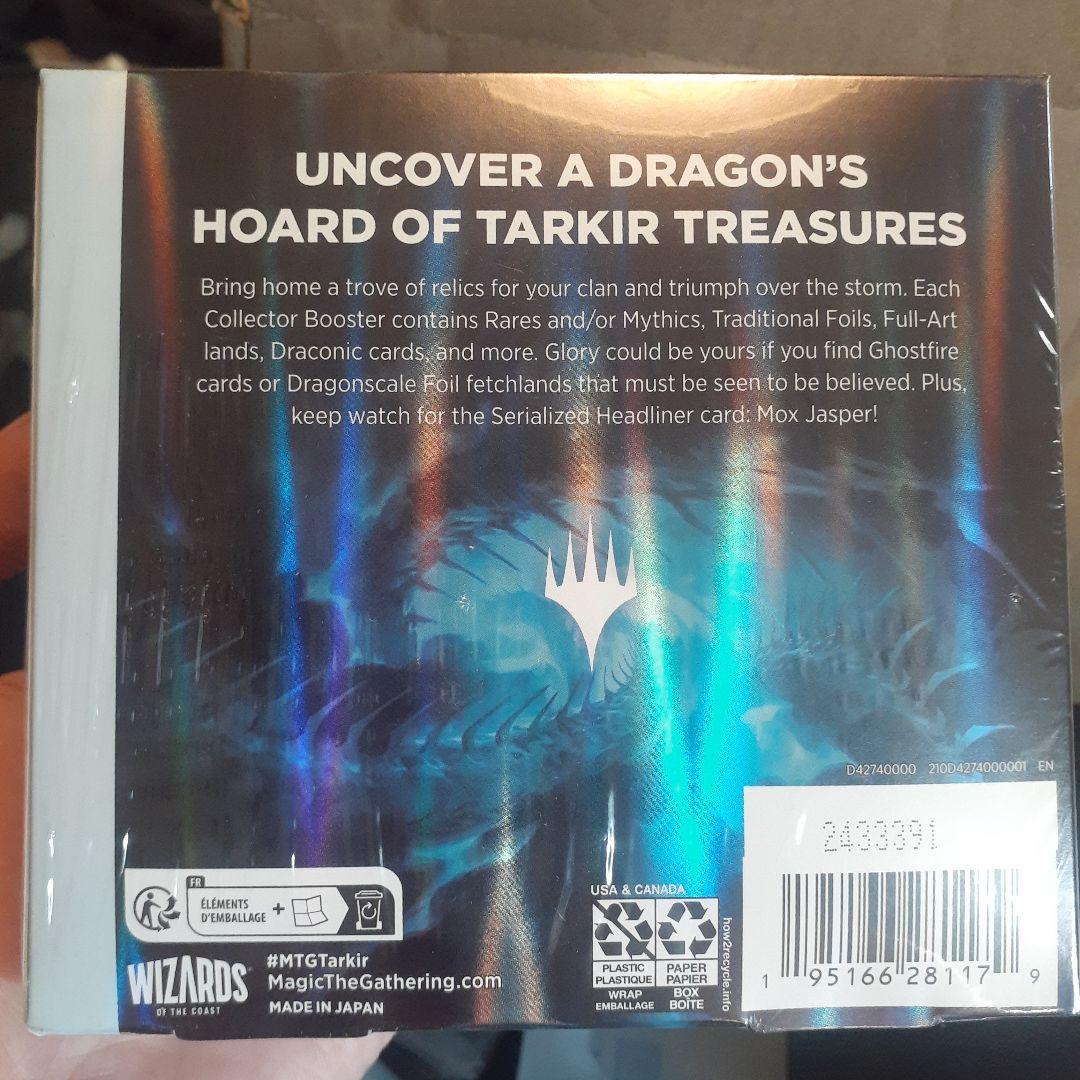 UNCOVER A DRAGON'S
HOARD OF TARKIR TREASURES
Bring home a trove of relics for your clan and triumph over the storm. Each
Collector Booster contains Rares and/or Mythics, Traditional Foils, Full-Art
lands, Draconic cards, and more. Glory could be yours if you find Ghostfire
cards or Dragonscale Foil fetchlands that must be seen to be believed. Plus,
keep watch for the Serialized Headliner card: Mox Jasper!
D42740000 210D4274000001 EN
2433391
1 95166 28117 9
FR
ÉLÉMENTS
D'EMBALLAGE +
WIZARDS
OF THE COAST
#MTGTarkir
MagicTheGathering.com
MADE IN JAPAN
USA & CANADA
PLASTIC
PLASTIQUE
WRAP
EMBALLAGE
PAPER
PAPIER
BOX
BOÎTE
how2recycle.info